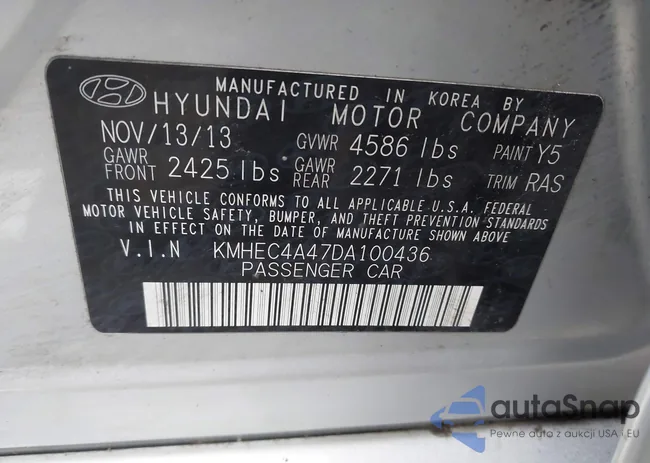 MANUFACTURED IN KOREA BY
HYUNDAI MOTOR COMPANY
NOV/13/13 GVWR 4586 lbs PAINT Y5
GAWR FRONT 2425 lbs GAWR REAR 2271 lbs TRIM RAS
THIS VEHICLE CONFORMS TO ALL APPLICABLE U.S.A. FEDERAL
MOTOR VEHICLE SAFETY, BUMPER, AND THEFT PREVENTION STANDARDS
IN EFFECT ON THE DATE OF MANUFACTURE SHOWN ABOVE
V.I.N KMHEC4A47DA100436
PASSENGER CAR
autaSnap
Pewne auto z aukcji USA i EU